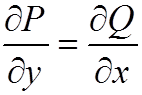 ∂P/∂y = ∂Q/∂x